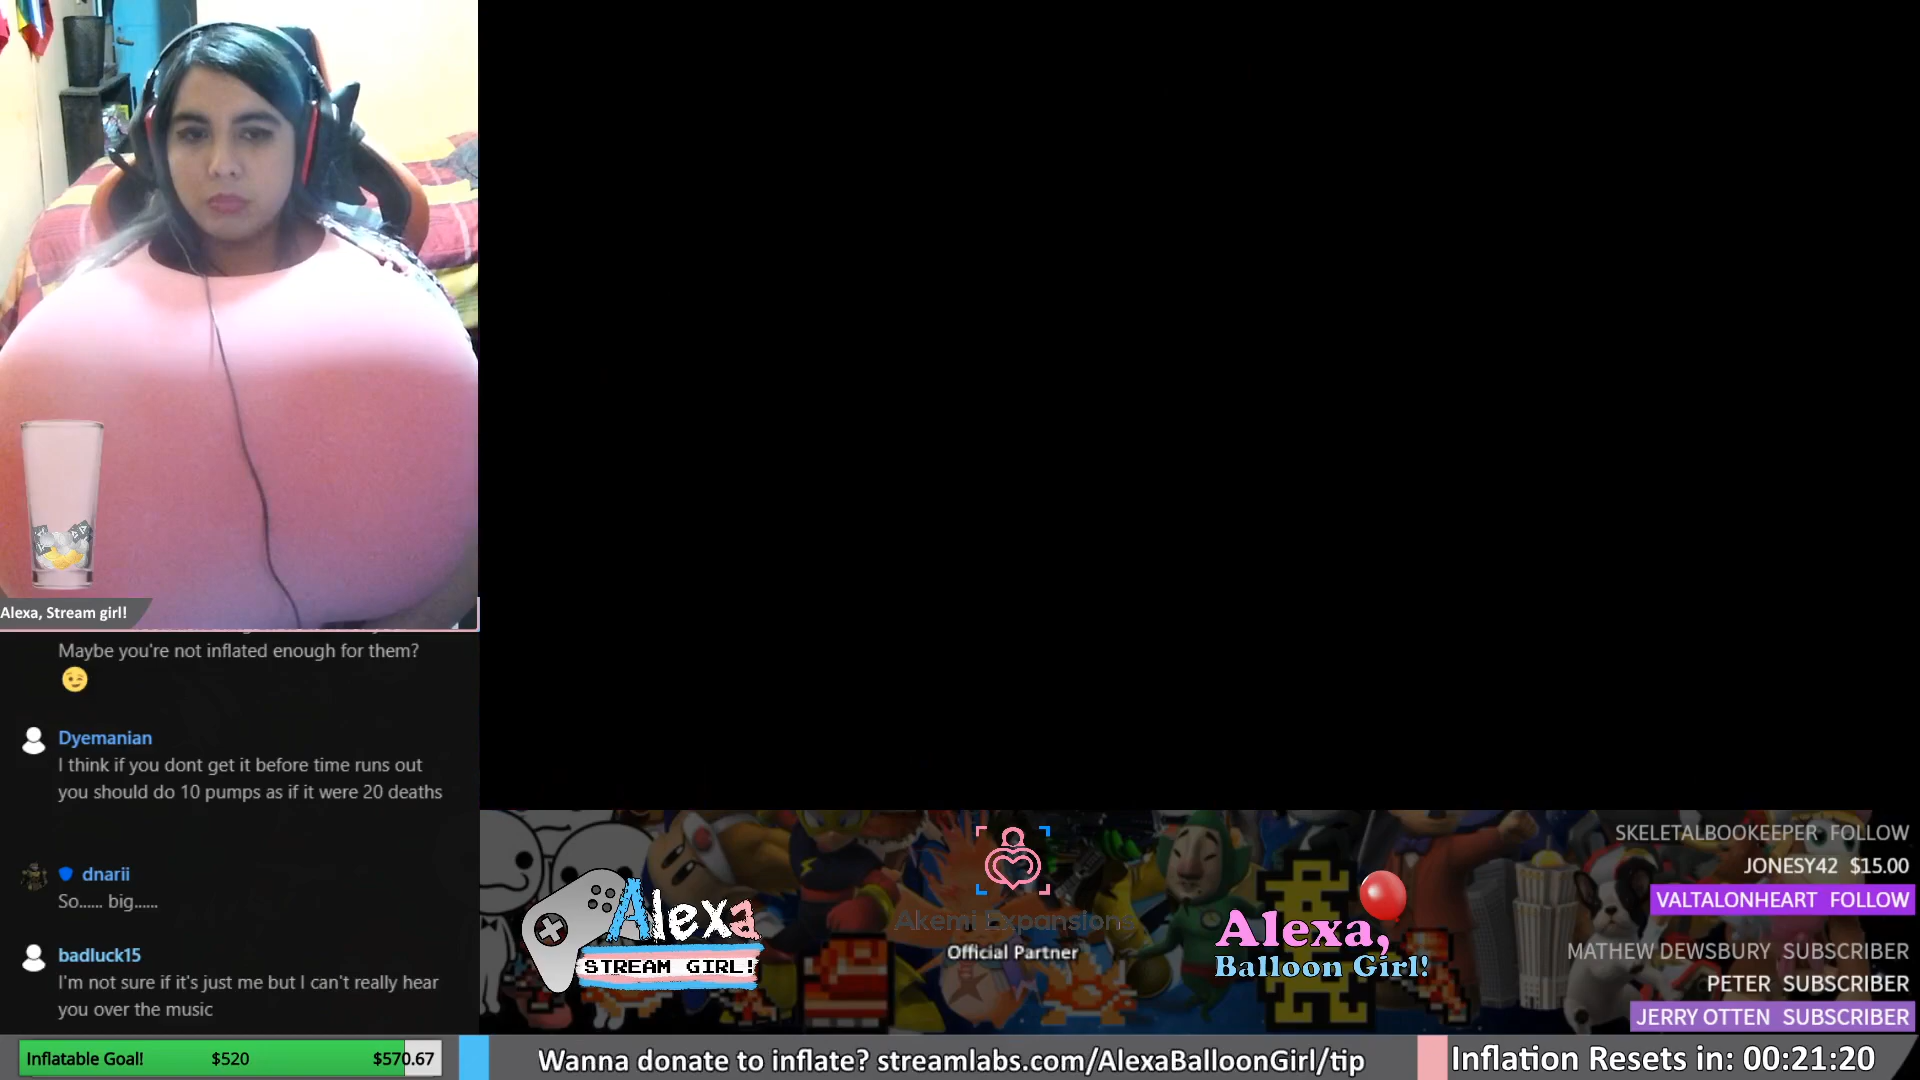 Alexa, Stream girl!
Maybe you're not inflated enough for them?
Dyemanian
I think if you dont get it before time runs out
you should do 10 pumps as if it were 20 deaths
dnarii
So...... big......
badluck15
I'm not sure if it's just me but I can't really hear
you over the music
Inflatable Goal! $520 $570.67
Alexa
STREAM GIRL!
Akemi Expansions
Official Partner
Alexa,
Balloon Girl!
SKELETALBOOKEEPER FOLLOW
JONESY42 $15.00
VALTALONHEART FOLLOW
MATHEW DEWSBURY SUBSCRIBER
PETER SUBSCRIBER
JERRY OTTEN SUBSCRIBER
Wanna donate to inflate? streamlabs.com/AlexaBalloonGirl/tip
Inflation Resets in: 00:21:20